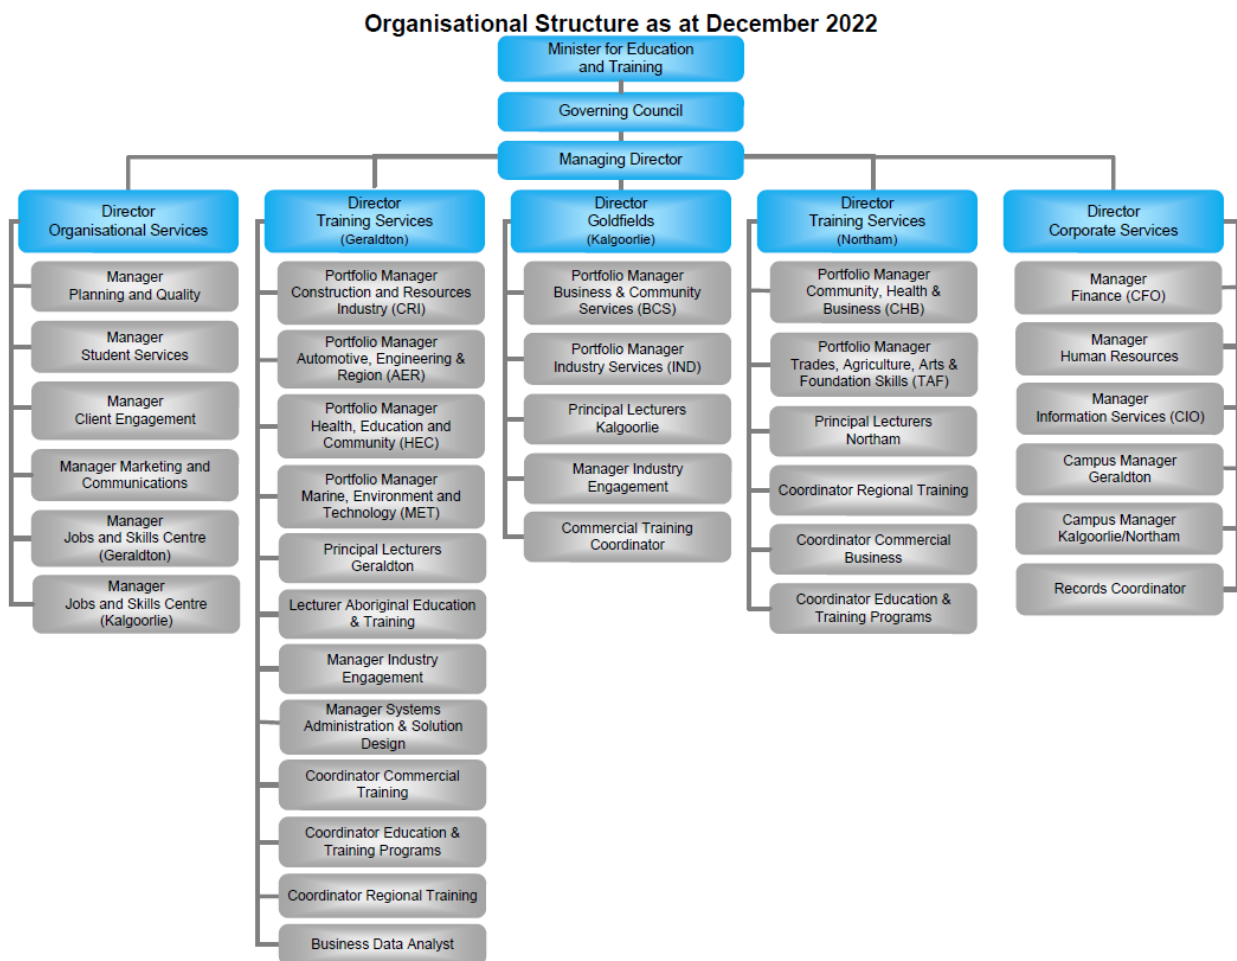 Organisational Structure as at December 2022
Minister for Education
and Training
Governing Council
Managing Director
Director
Organisational Services
Manager
Planning and Quality
Manager
Student Services
Manager
Client Engagement
Manager Marketing and
Communications
Manager
Jobs and Skills Centre
(Geraldton)
Manager
Jobs and Skills Centre
(Kalgoorlie)
Director
Training Services
(Geraldton)
Portfolio Manager
Construction and Resources
Industry (CRI)
Portfolio Manager
Automotive, Engineering &
Region (AER)
Portfolio Manager
Health, Education and
Community (HEC)
Portfolio Manager
Marine, Environment and
Technology (MET)
Principal Lecturers
Geraldton
Lecturer Aboriginal Education
& Training
Manager Industry
Engagement
Manager Systems
Administration & Solution
Design
Coordinator Commercial
Training
Coordinator Education &
Training Programs
Coordinator Regional Training
Business Data Analyst
Director
Goldfields
(Kalgoorlie)
Portfolio Manager
Business & Community
Services (BCS)
Portfolio Manager
Industry Services (IND)
Principal Lecturers
Kalgoorlie
Manager Industry
Engagement
Commercial Training
Coordinator
Director
Training Services
(Northam)
Portfolio Manager
Community, Health &
Business (CHB)
Portfolio Manager
Trades, Agriculture, Arts &
Foundation Skills (TAF)
Principal Lecturers
Northam
Coordinator Regional Training
Coordinator Commercial
Business
Coordinator Education &
Training Programs
Director
Corporate Services
Manager
Finance (CFO)
Manager
Human Resources
Manager
Information Services (CIO)
Campus Manager
Geraldton
Campus Manager
Kalgoorlie/Northam
Records Coordinator